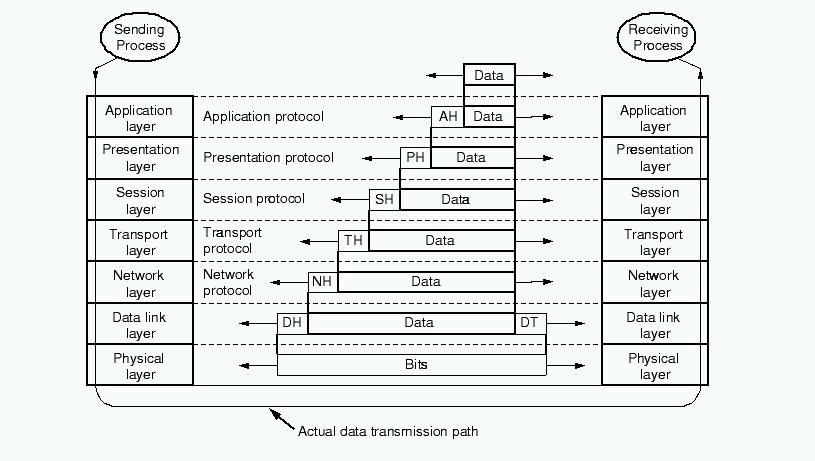 Sending
Process
Receiving
Process
Data
Application
layer
Application protocol
AH
Data
Application
layer
Presentation
layer
Presentation protocol
PH
Data
Presentation
layer
Session
layer
Session protocol
SH
Data
Session
layer
Transport
layer
Transport
protocol
TH
Data
Transport
layer
Network
layer
Network
protocol
NH
Data
Network
layer
Data link
layer
DH
Data
DT
Data link
layer
Physical
layer
Bits
Physical
layer
Actual data transmission path